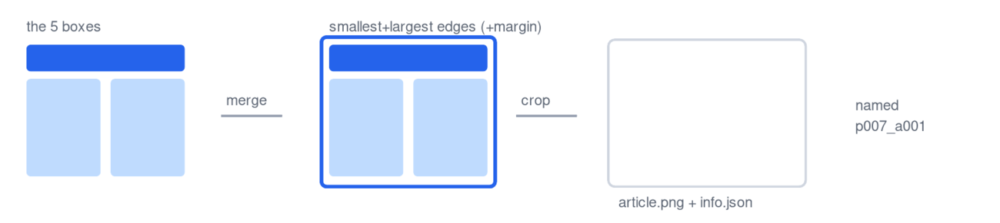 the 5 boxes
smallest+largest edges (+margin)
merge
crop
named
p007_a001
article.png + info.json